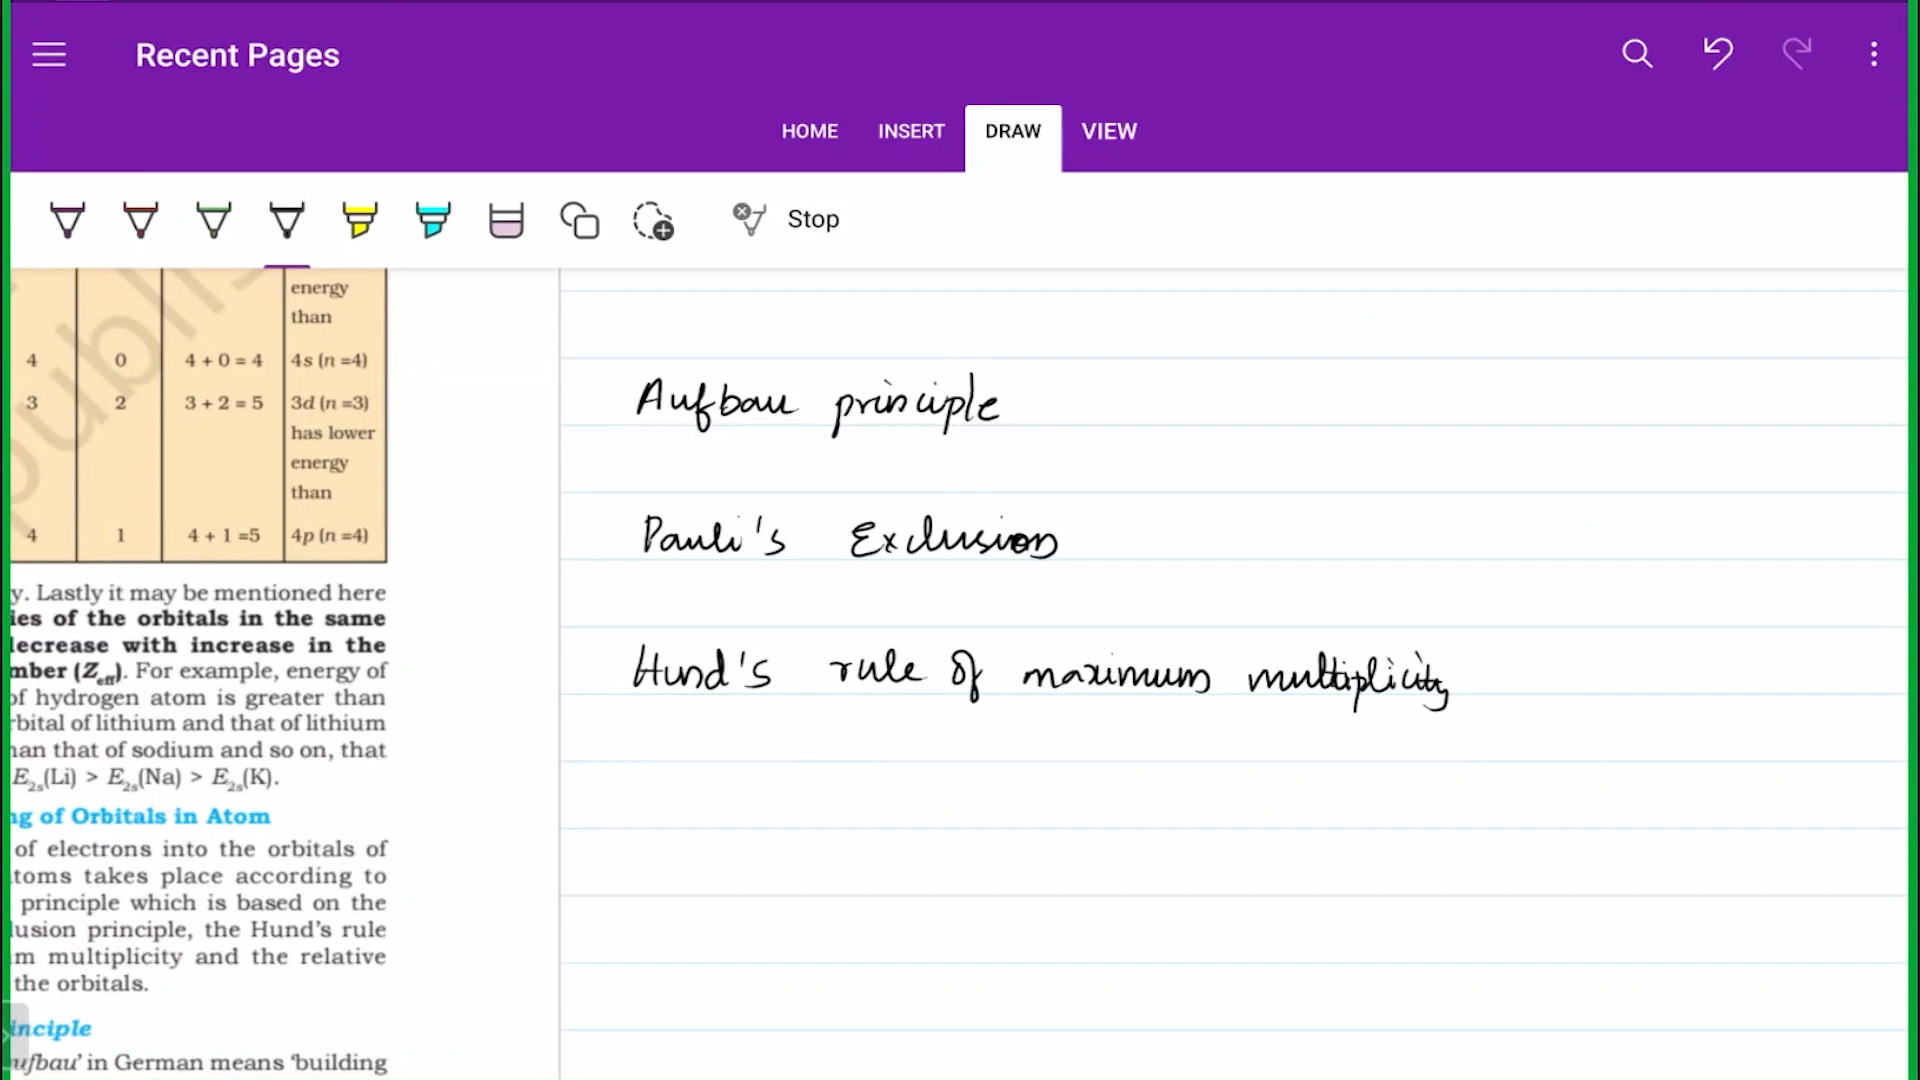 Recent Pages
HOME INSERT DRAW VIEW
Stop
energy
than
4 0 4 + 0 = 4 4s (n =4)
3 2 3 + 2 = 5 3d (n =3)
has lower
energy
than
4 1 4 + 1 =5 4p (n =4)
y. Lastly it may be mentioned here
ies of the orbitals in the same
decrease with increase in the
mber (Zeff). For example, energy of
of hydrogen atom is greater than
rbital of lithium and that of lithium
han that of sodium and so on, that
E2s(Li) > E2s(Na) > E2s(K).
ng of Orbitals in Atom
of electrons into the orbitals of
toms takes place according to
principle which is based on the
lusion principle, the Hund's rule
m multiplicity and the relative
the orbitals.
inciple
ufbau' in German means 'building
Aufbau principle
Pauli's Exclusion
Hund's rule of maximum multiplicity